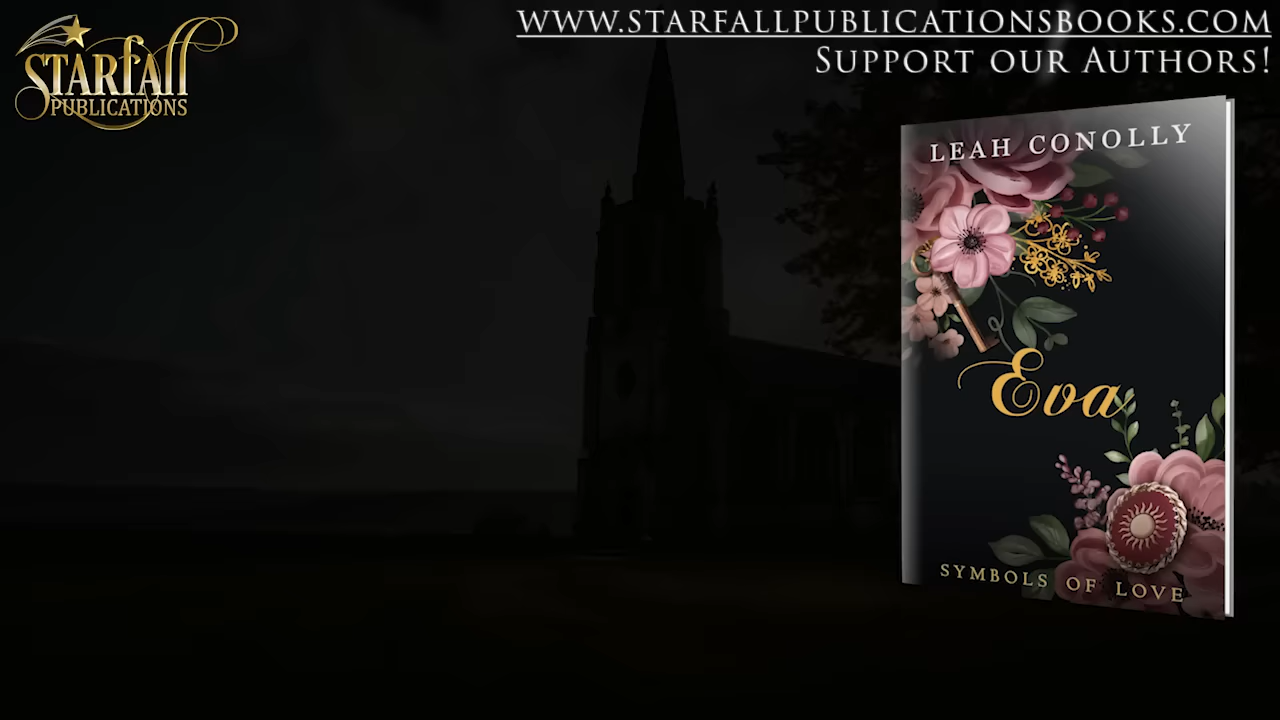 STARfall
PUBLICATIONS
WWW.STARFALLPUBLICATIONSBOOKS.COM
SUPPORT OUR AUTHORS!
LEAH CONOLLY
Eva
SYMBOLS OF LOVE